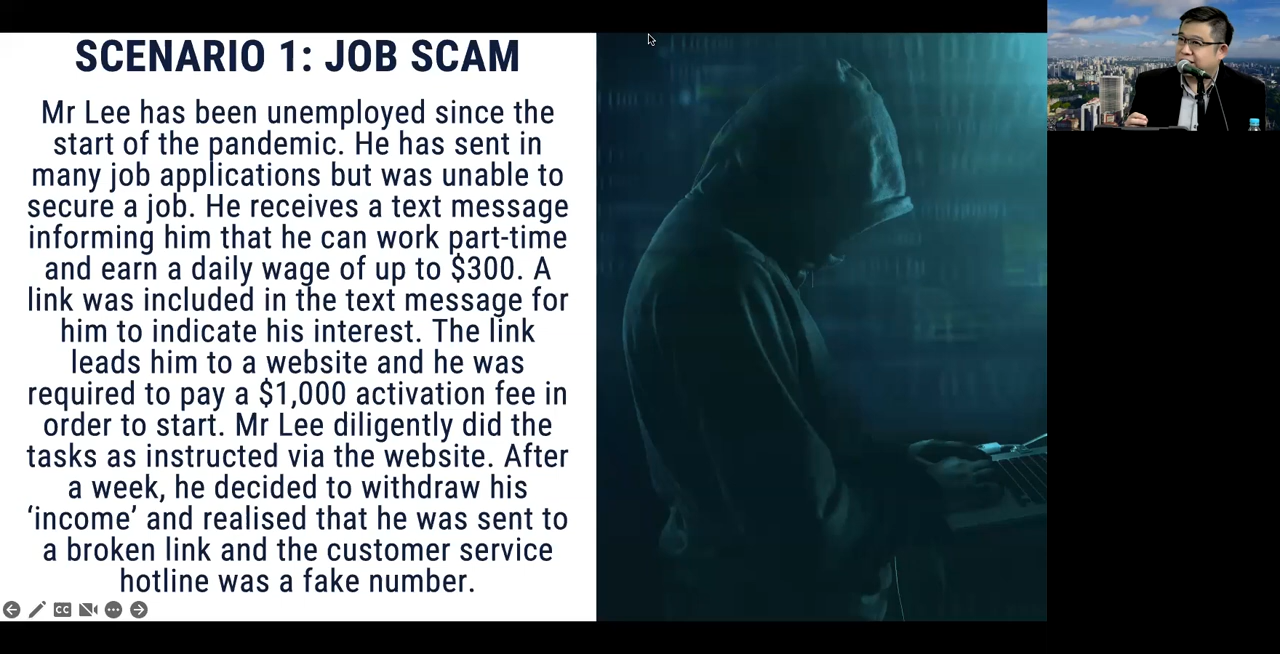 SCENARIO 1: JOB SCAM
Mr Lee has been unemployed since the
start of the pandemic. He has sent in
many job applications but was unable to
secure a job. He receives a text message
informing him that he can work part-time
and earn a daily wage of up to $300. A
link was included in the text message for
him to indicate his interest. The link
leads him to a website and he was
required to pay a $1,000 activation fee in
order to start. Mr Lee diligently did the
tasks as instructed via the website. After
a week, he decided to withdraw his
‘income’ and realised that he was sent to
a broken link and the customer service
hotline was a fake number.
CC